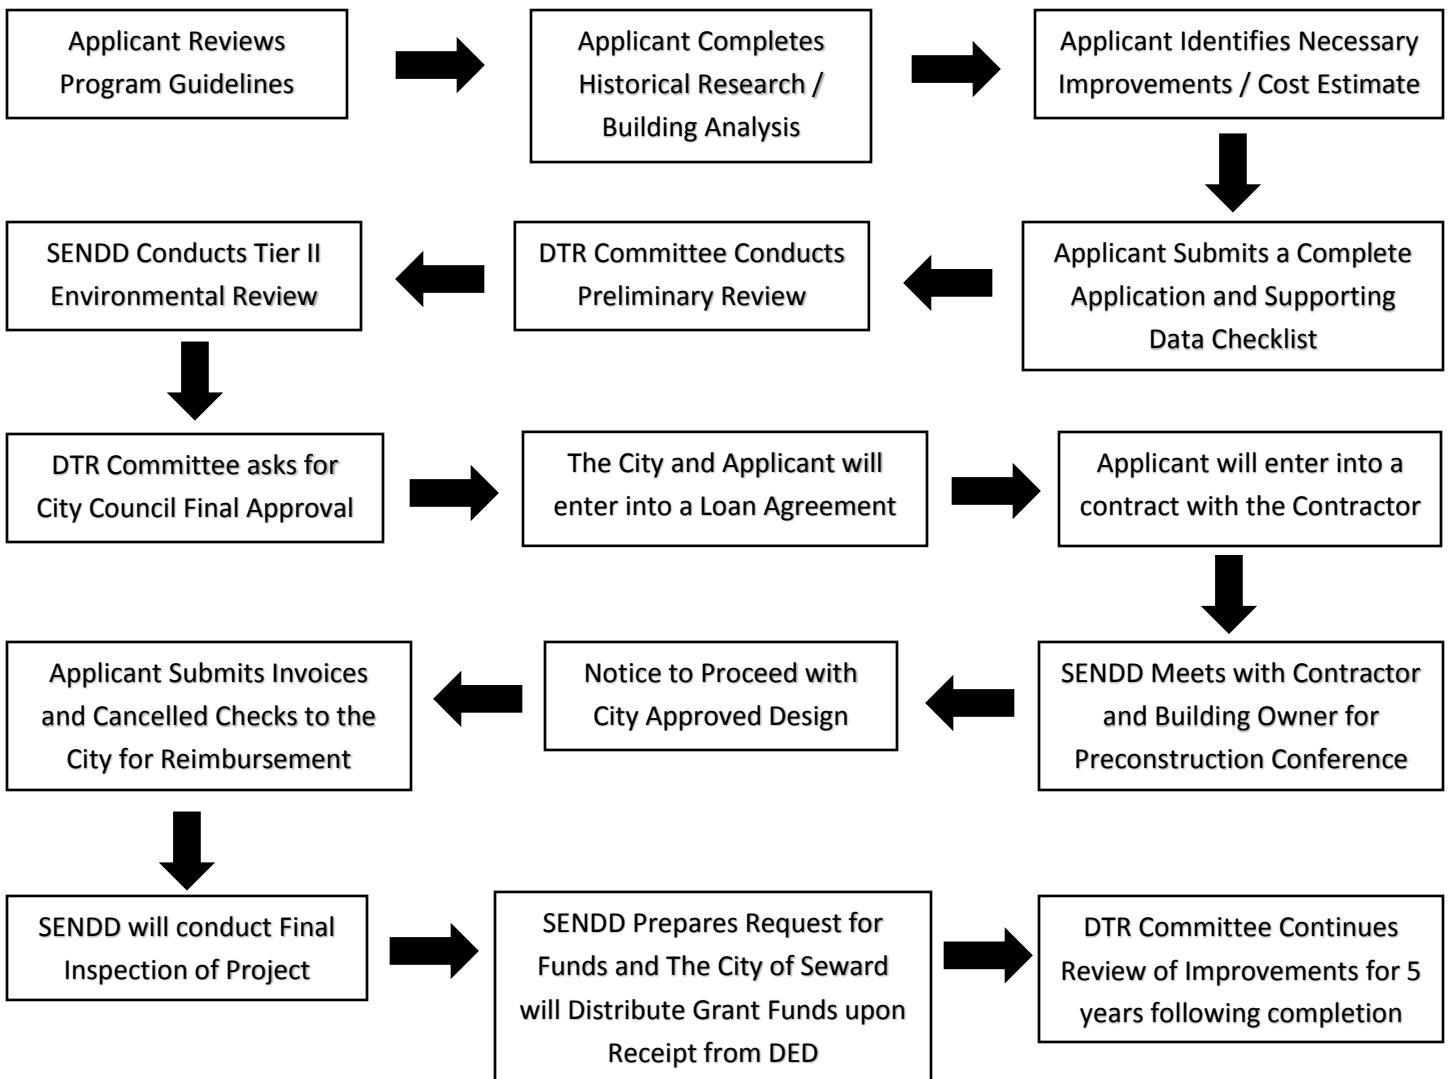 Applicant Reviews
Program Guidelines
Applicant Completes
Historical Research /
Building Analysis
Applicant Identifies Necessary
Improvements / Cost Estimate
Applicant Submits a Complete
Application and Supporting
Data Checklist
DTR Committee Conducts
Preliminary Review
SENDD Conducts Tier II
Environmental Review
DTR Committee asks for
City Council Final Approval
The City and Applicant will
enter into a Loan Agreement
Applicant will enter into a
contract with the Contractor
SENDD Meets with Contractor
and Building Owner for
Preconstruction Conference
Notice to Proceed with
City Approved Design
Applicant Submits Invoices
and Cancelled Checks to the
City for Reimbursement
SENDD will conduct Final
Inspection of Project
SENDD Prepares Request for
Funds and The City of Seward
will Distribute Grant Funds upon
Receipt from DED
DTR Committee Continues
Review of Improvements for 5
years following completion